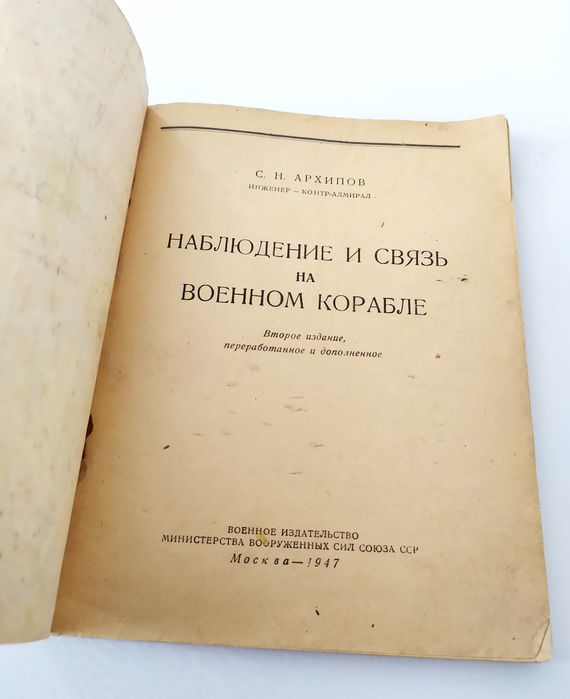 С. Н. АРХИПОВ
ИНЖЕНЕР — КОНТР-АДМИРАЛ
НАБЛЮДЕНИЕ И СВЯЗЬ
НА
ВОЕННОМ КОРАБЛЕ
Второе издание,
переработанное и дополненное
ВОЕННОЕ ИЗДАТЕЛЬСТВО
МИНИСТЕРСТВА ВООРУЖЕННЫХ СИЛ СОЮЗА ССР
Москва — 1947